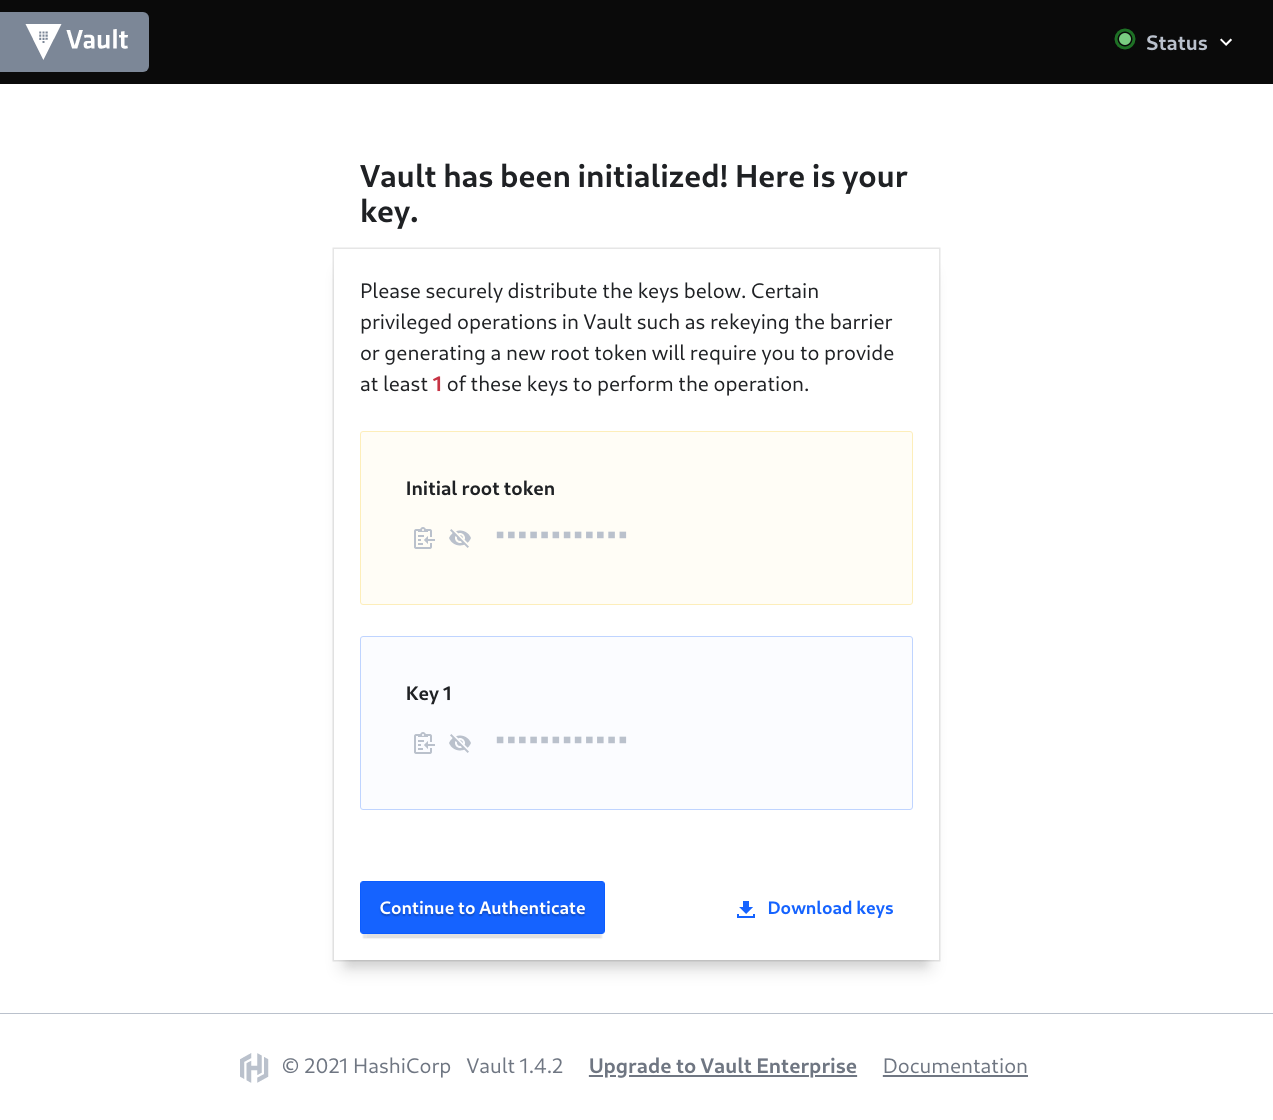 Vault
Status
Vault has been initialized! Here is your
key.
Please securely distribute the keys below. Certain
privileged operations in Vault such as rekeying the barrier
or generating a new root token will require you to provide
at least 1 of these keys to perform the operation.
Initial root token
Key 1
Continue to Authenticate
Download keys
© 2021 HashiCorp Vault 1.4.2 Upgrade to Vault Enterprise Documentation